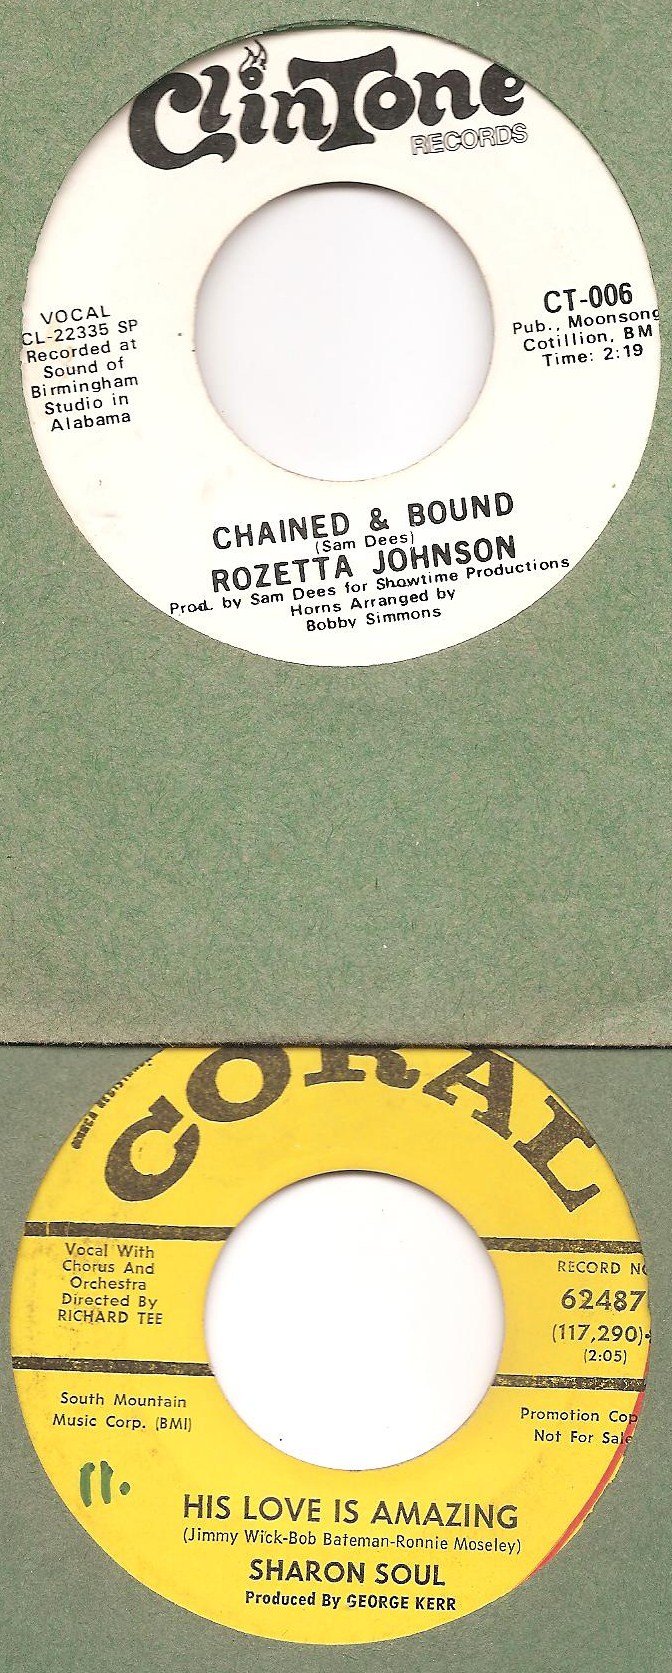 ClinTone
RECORDS
VOCAL
CL-22335 SP
Recorded at
Sound of
Birmingham
Studio in
Alabama
CT-006
Pub., Moonsong
Cotillion, BM
Time: 2:19
CHAINED & BOUND
(Sam Dees)
ROZETTA JOHNSON
Prod. by Sam Dees for Showtime Productions
Horns Arranged by
Bobby Simmons
CORAL
Vocal With
Chorus And
Orchestra
Directed By
RICHARD TEE
RECORD NO
62487
(117,290)
(2:05)
South Mountain
Music Corp. (BMI)
Promotion Cop
Not For Sale
11.
HIS LOVE IS AMAZING
(Jimmy Wick-Bob Bateman-Ronnie Moseley)
SHARON SOUL
Produced By GEORGE KERR